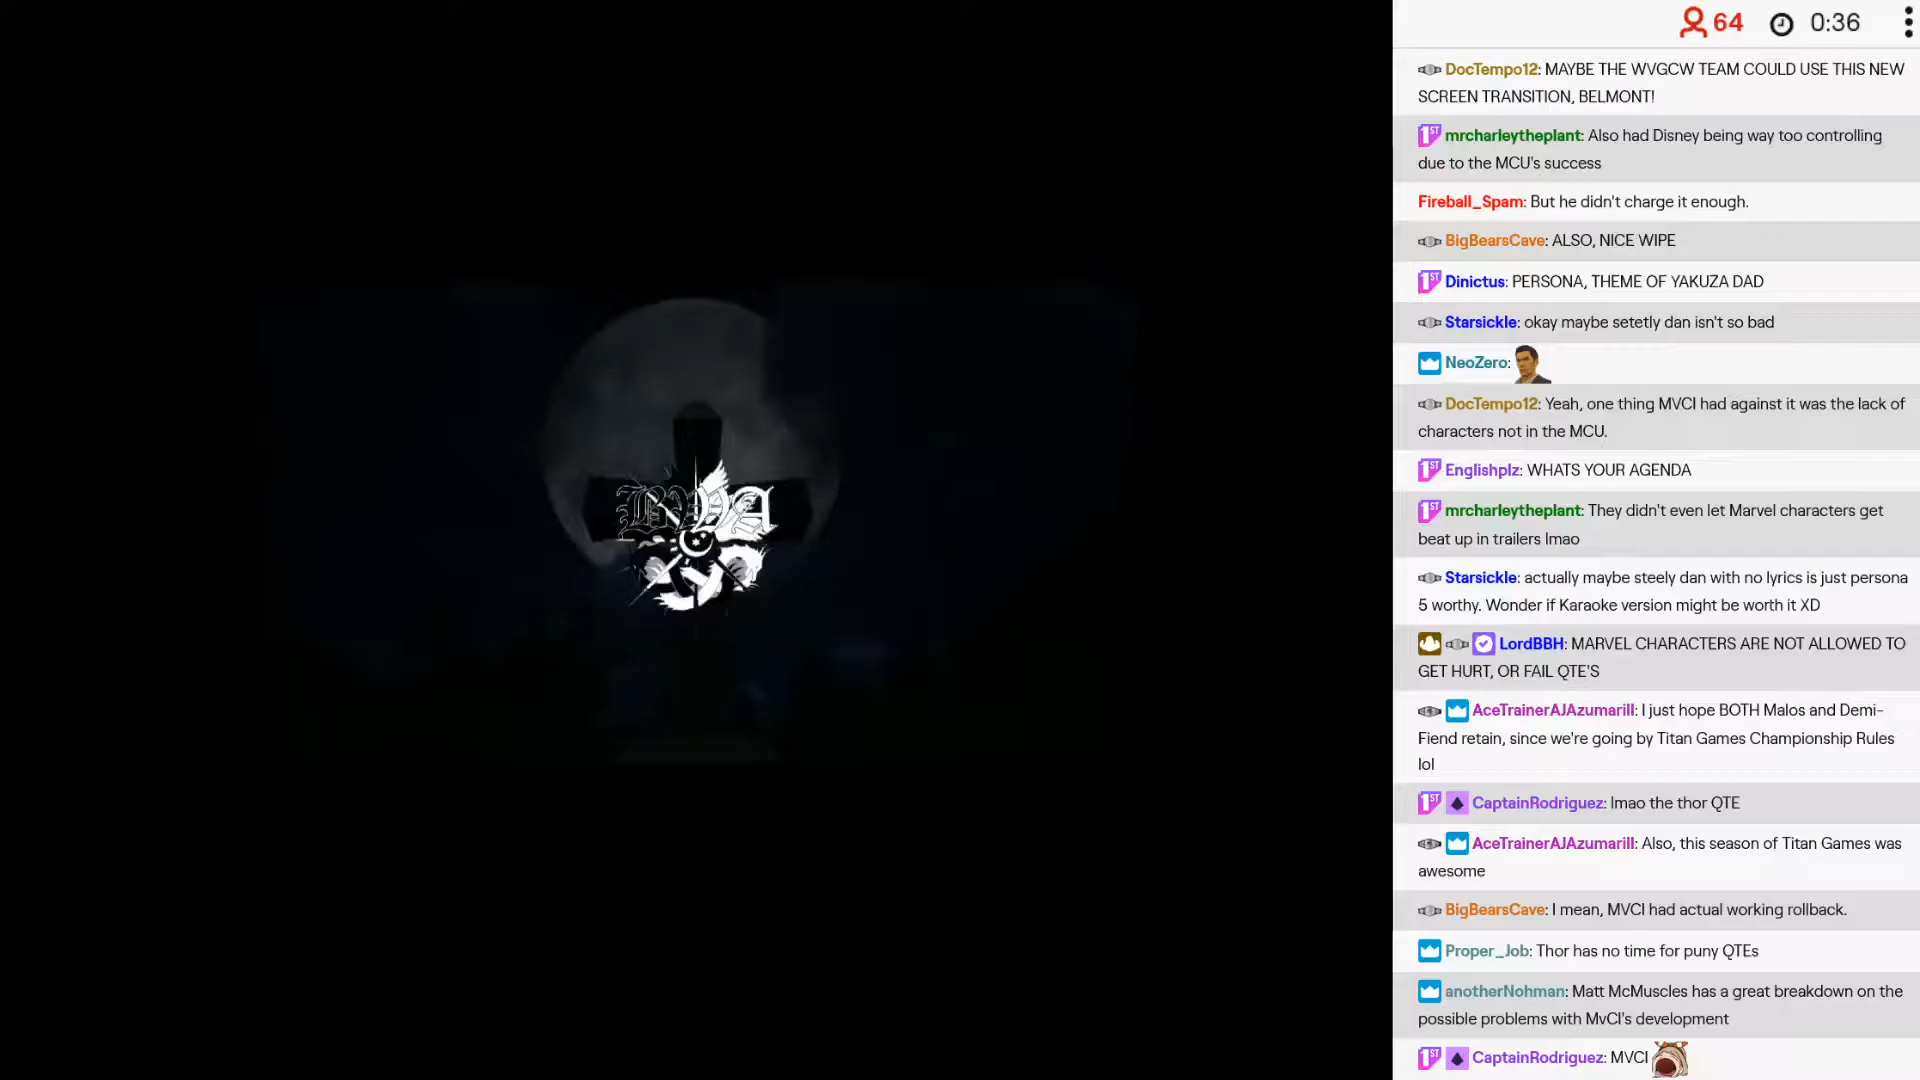 64 0:36
DocTempo12: MAYBE THE WVGCW TEAM COULD USE THIS NEW
SCREEN TRANSITION, BELMONT!
1ST mrcharleytheplant: Also had Disney being way too controlling
due to the MCU's success
Fireball_Spam: But he didn't charge it enough.
BigBearsCave: ALSO, NICE WIPE
1ST Dinictus: PERSONA, THEME OF YAKUZA DAD
Starsickle: okay maybe setetly dan isn't so bad
NeoZero:
DocTempo12: Yeah, one thing MVCI had against it was the lack of
characters not in the MCU.
1ST Englishplz: WHATS YOUR AGENDA
1ST mrcharleytheplant: They didn't even let Marvel characters get
beat up in trailers lmao
Starsickle: actually maybe steely dan with no lyrics is just persona
5 worthy. Wonder if Karaoke version might be worth it XD
LordBBH: MARVEL CHARACTERS ARE NOT ALLOWED TO
GET HURT, OR FAIL QTE'S
AceTrainerAJAzumarill: I just hope BOTH Malos and Demi-
Fiend retain, since we're going by Titan Games Championship Rules
lol
1ST CaptainRodriguez: lmao the thor QTE
AceTrainerAJAzumarill: Also, this season of Titan Games was
awesome
BigBearsCave: I mean, MVCI had actual working rollback.
Proper_Job: Thor has no time for puny QTEs
anotherNohman: Matt McMuscles has a great breakdown on the
possible problems with MvCI's development
1ST CaptainRodriguez: MVCI